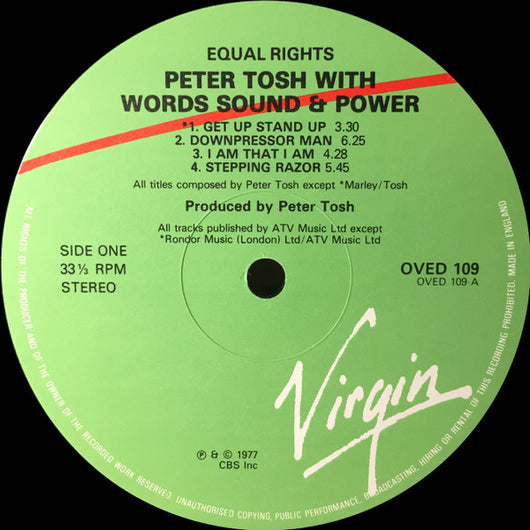 EQUAL RIGHTS
PETER TOSH WITH
WORDS SOUND & POWER
*1. GET UP STAND UP 3.30
2. DOWNPRESSOR MAN 6.25
3. I AM THAT I AM 4.28
4. STEPPING RAZOR 5.45
All titles composed by Peter Tosh except *Marley/Tosh
Produced by Peter Tosh
All tracks published by ATV Music Ltd except
*Rondor Music (London) Ltd/ATV Music Ltd
SIDE ONE
33⅓ RPM
STEREO
OVED 109
OVED 109-A
Virgin
℗ & © 1977
CBS Inc
ALL RIGHTS OF THE PRODUCER AND OF THE OWNER OF THE RECORDED WORK RESERVED. UNAUTHORISED COPYING, PUBLIC PERFORMANCE, BROADCASTING, HIRING OR RENTAL OF THIS RECORDING PROHIBITED. MADE IN ENGLAND